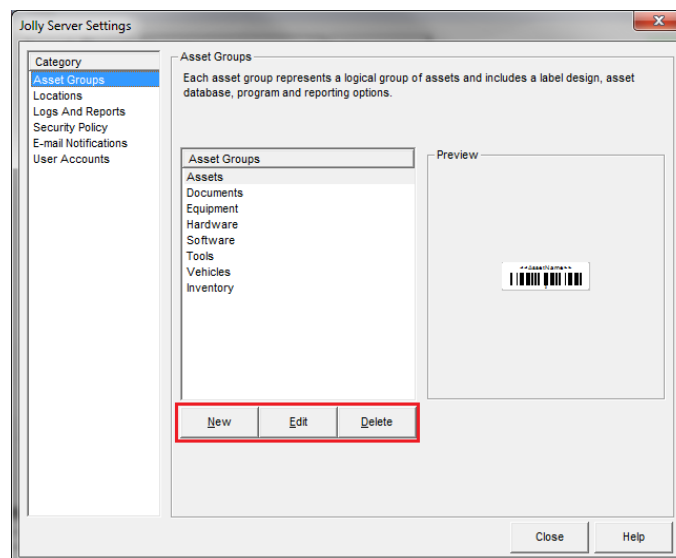 Jolly Server Settings
x
Category
Asset Groups
Locations
Logs And Reports
Security Policy
E-mail Notifications
User Accounts
Asset Groups
Each asset group represents a logical group of assets and includes a label design, asset
database, program and reporting options.
Asset Groups
Assets
Documents
Equipment
Hardware
Software
Tools
Vehicles
Inventory
Preview
**AssetName**
New
Edit
Delete
Close
Help